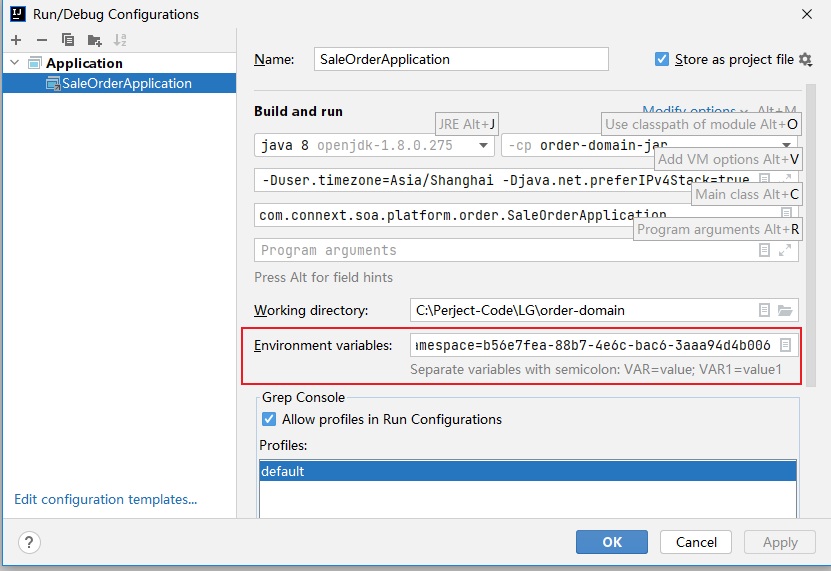 Run/Debug Configurations
Application
SaleOrderApplication
Name: SaleOrderApplication
Store as project file
Build and run
Modify options Alt+M
JRE Alt+J
Use classpath of module Alt+O
java 8 openjdk-1.8.0.275
-cp order-domain-jar
Add VM options Alt+V
-Duser.timezone=Asia/Shanghai -Djava.net.preferIPv4Stack=true
Main class Alt+C
com.connext.soa.platform.order.SaleOrderApplication
Program arguments Alt+R
Program arguments
Press Alt for field hints
Working directory: C:\Perject-Code\LG\order-domain
Environment variables: mespace=b56e7fea-88b7-4e6c-bac6-3aaa94d4b006
Separate variables with semicolon: VAR=value; VAR1=value1
Grep Console
Allow profiles in Run Configurations
Profiles:
default
Edit configuration templates...
?
OK Cancel Apply